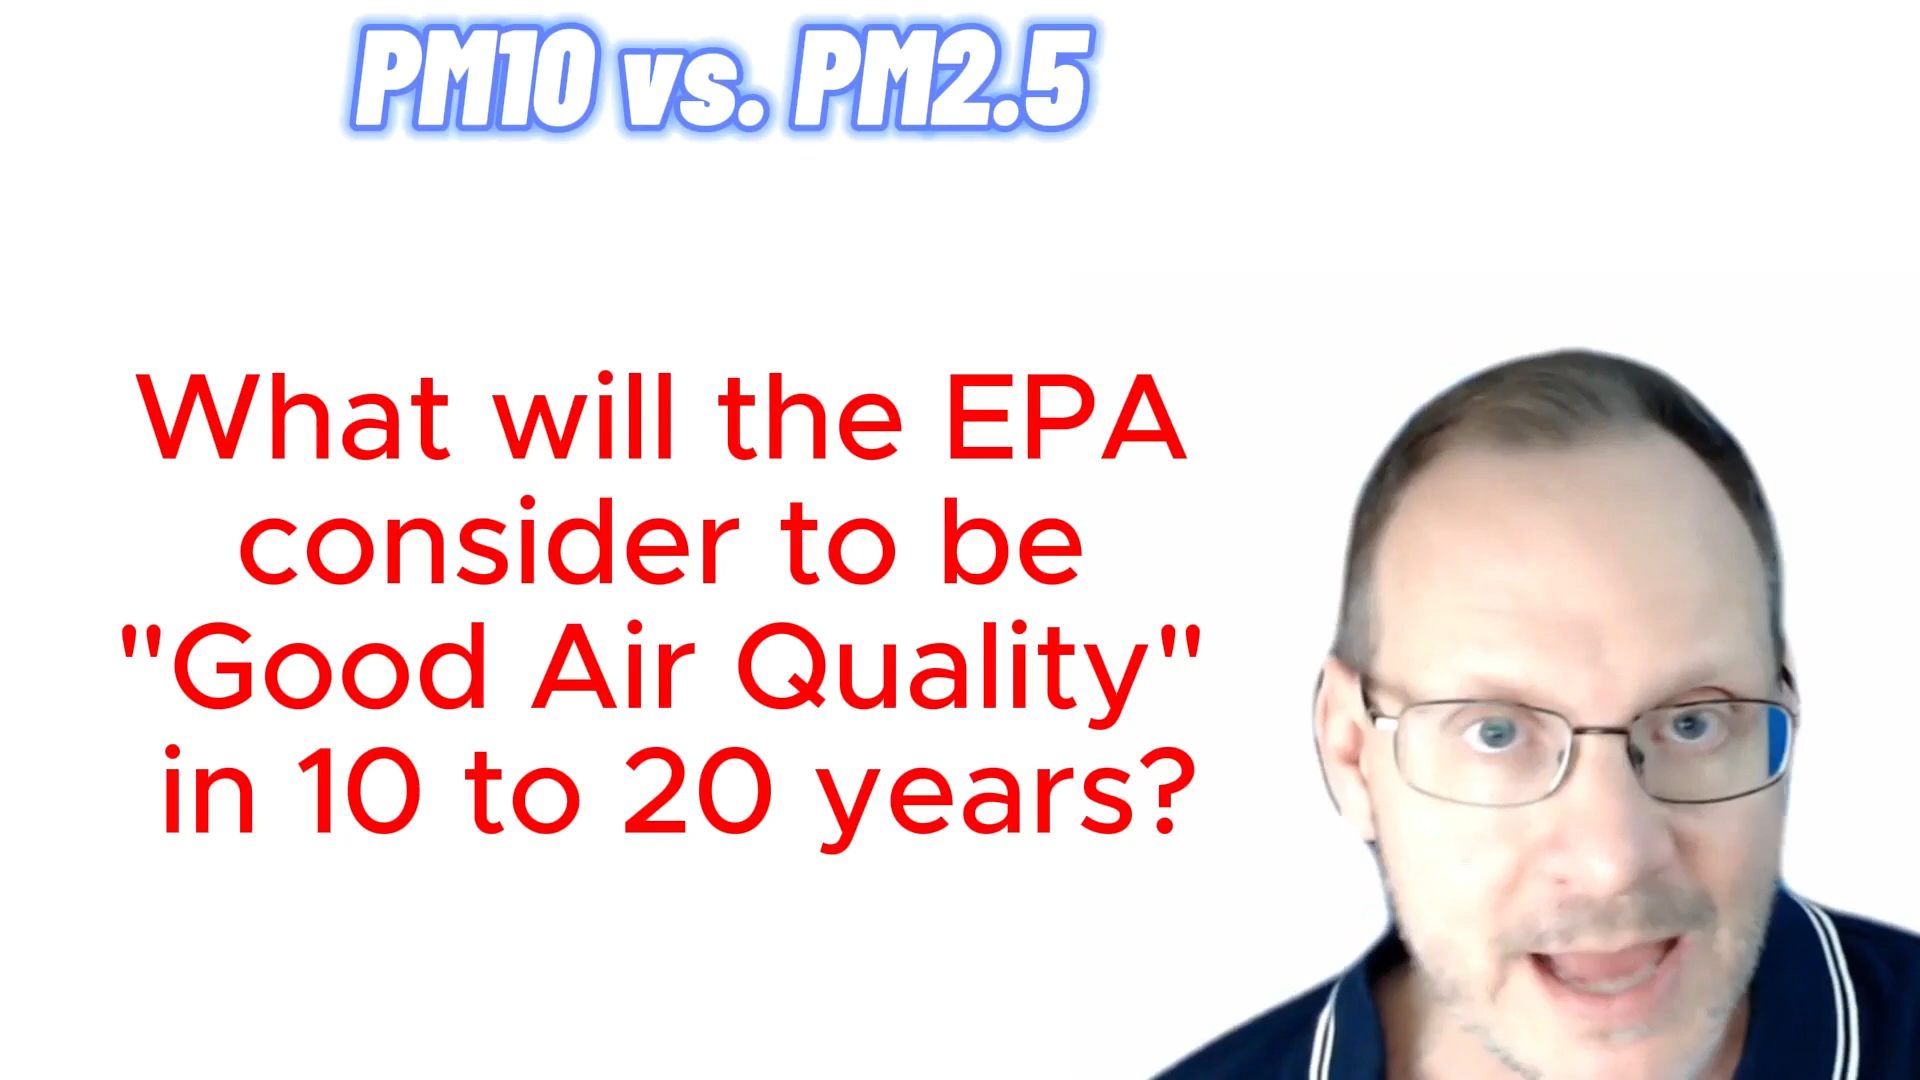 PM10 vs. PM2.5
What will the EPA
consider to be
"Good Air Quality"
in 10 to 20 years?